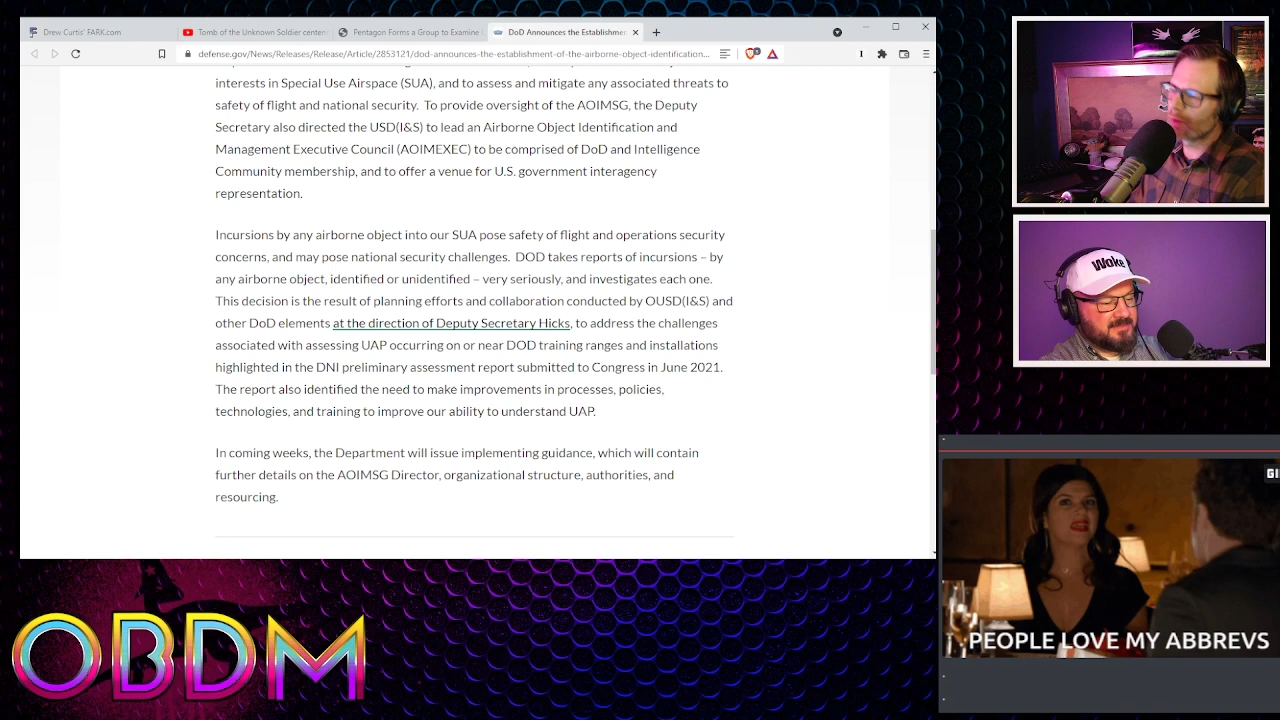 Drew Curtis' FARK.com
Tomb of the Unknown Soldier center
Pentagon Forms a Group to Examine
DoD Announces the Establishme
defense.gov/News/Releases/Release/Article/2853121/dod-announces-the-establishment-of-the-airborne-object-identification...
interests in Special Use Airspace (SUA), and to assess and mitigate any associated threats to
safety of flight and national security. To provide oversight of the AOIMSG, the Deputy
Secretary also directed the USD(I&S) to lead an Airborne Object Identification and
Management Executive Council (AOIMEXEC) to be comprised of DoD and Intelligence
Community membership, and to offer a venue for U.S. government interagency
representation.
Incursions by any airborne object into our SUA pose safety of flight and operations security
concerns, and may pose national security challenges. DOD takes reports of incursions – by
any airborne object, identified or unidentified – very seriously, and investigates each one.
This decision is the result of planning efforts and collaboration conducted by OUSD(I&S) and
other DoD elements at the direction of Deputy Secretary Hicks, to address the challenges
associated with assessing UAP occurring on or near DOD training ranges and installations
highlighted in the DNI preliminary assessment report submitted to Congress in June 2021.
The report also identified the need to make improvements in processes, policies,
technologies, and training to improve our ability to understand UAP.
In coming weeks, the Department will issue implementing guidance, which will contain
further details on the AOIMSG Director, organizational structure, authorities, and
resourcing.
Woke
GI
PEOPLE LOVE MY ABBREVS
OBDM